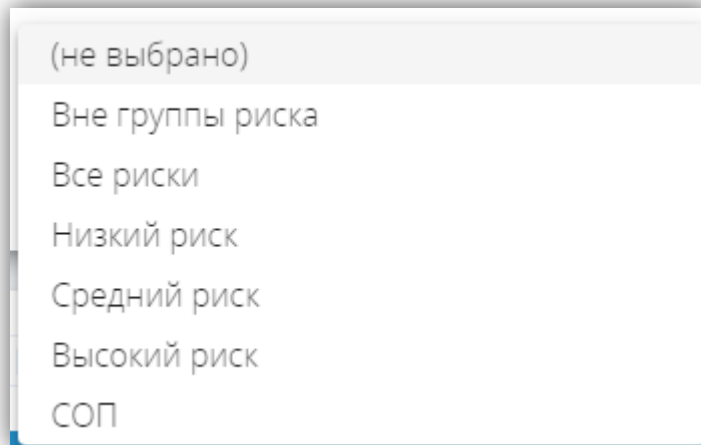 (не выбрано)
Вне группы риска
Все риски
Низкий риск
Средний риск
Высокий риск
СОП